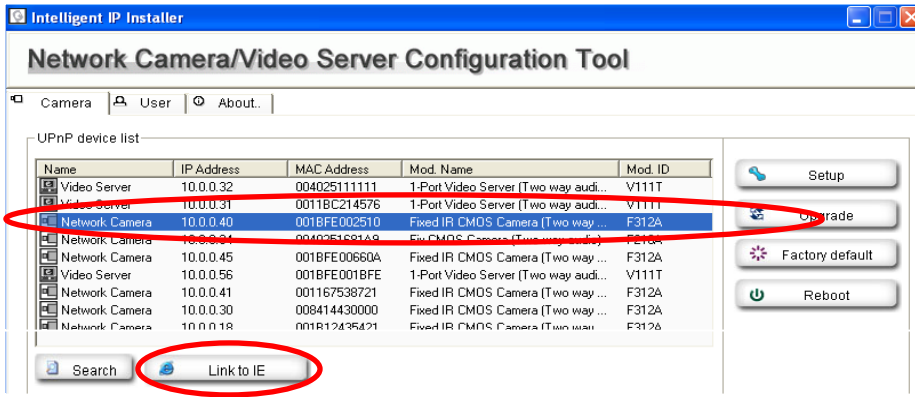 Intelligent IP Installer
Network Camera/Video Server Configuration Tool
Camera User About..
UPnP device list
Name IP Address MAC Address Mod. Name Mod. ID
Video Server 10.0.0.32 004025111111 1-Port Video Server (Two way audi... V111T
Video Server 10.0.0.31 0011BC214576 1-Port Video Server (Two way audi... V111T
Network Camera 10.0.0.40 001BFE002510 Fixed IR CMOS Camera (Two way ... F312A
Network Camera Fix CMOS Camera (Two way audio) F210A
Network Camera 10.0.0.45 001BFE00660A Fixed IR CMOS Camera (Two way ... F312A
Video Server 10.0.0.56 001BFE001BFE 1-Port Video Server (Two way audi... V111T
Network Camera 10.0.0.41 001167538721 Fixed IR CMOS Camera (Two way ... F312A
Network Camera 10.0.0.30 008414430000 Fixed IR CMOS Camera (Two way ... F312A
Network Camera 10.0.0.18 001B12435421 Fixed IR CMOS Camera (Two way ... F312A
Setup
Upgrade
Factory default
Reboot
Search Link to IE